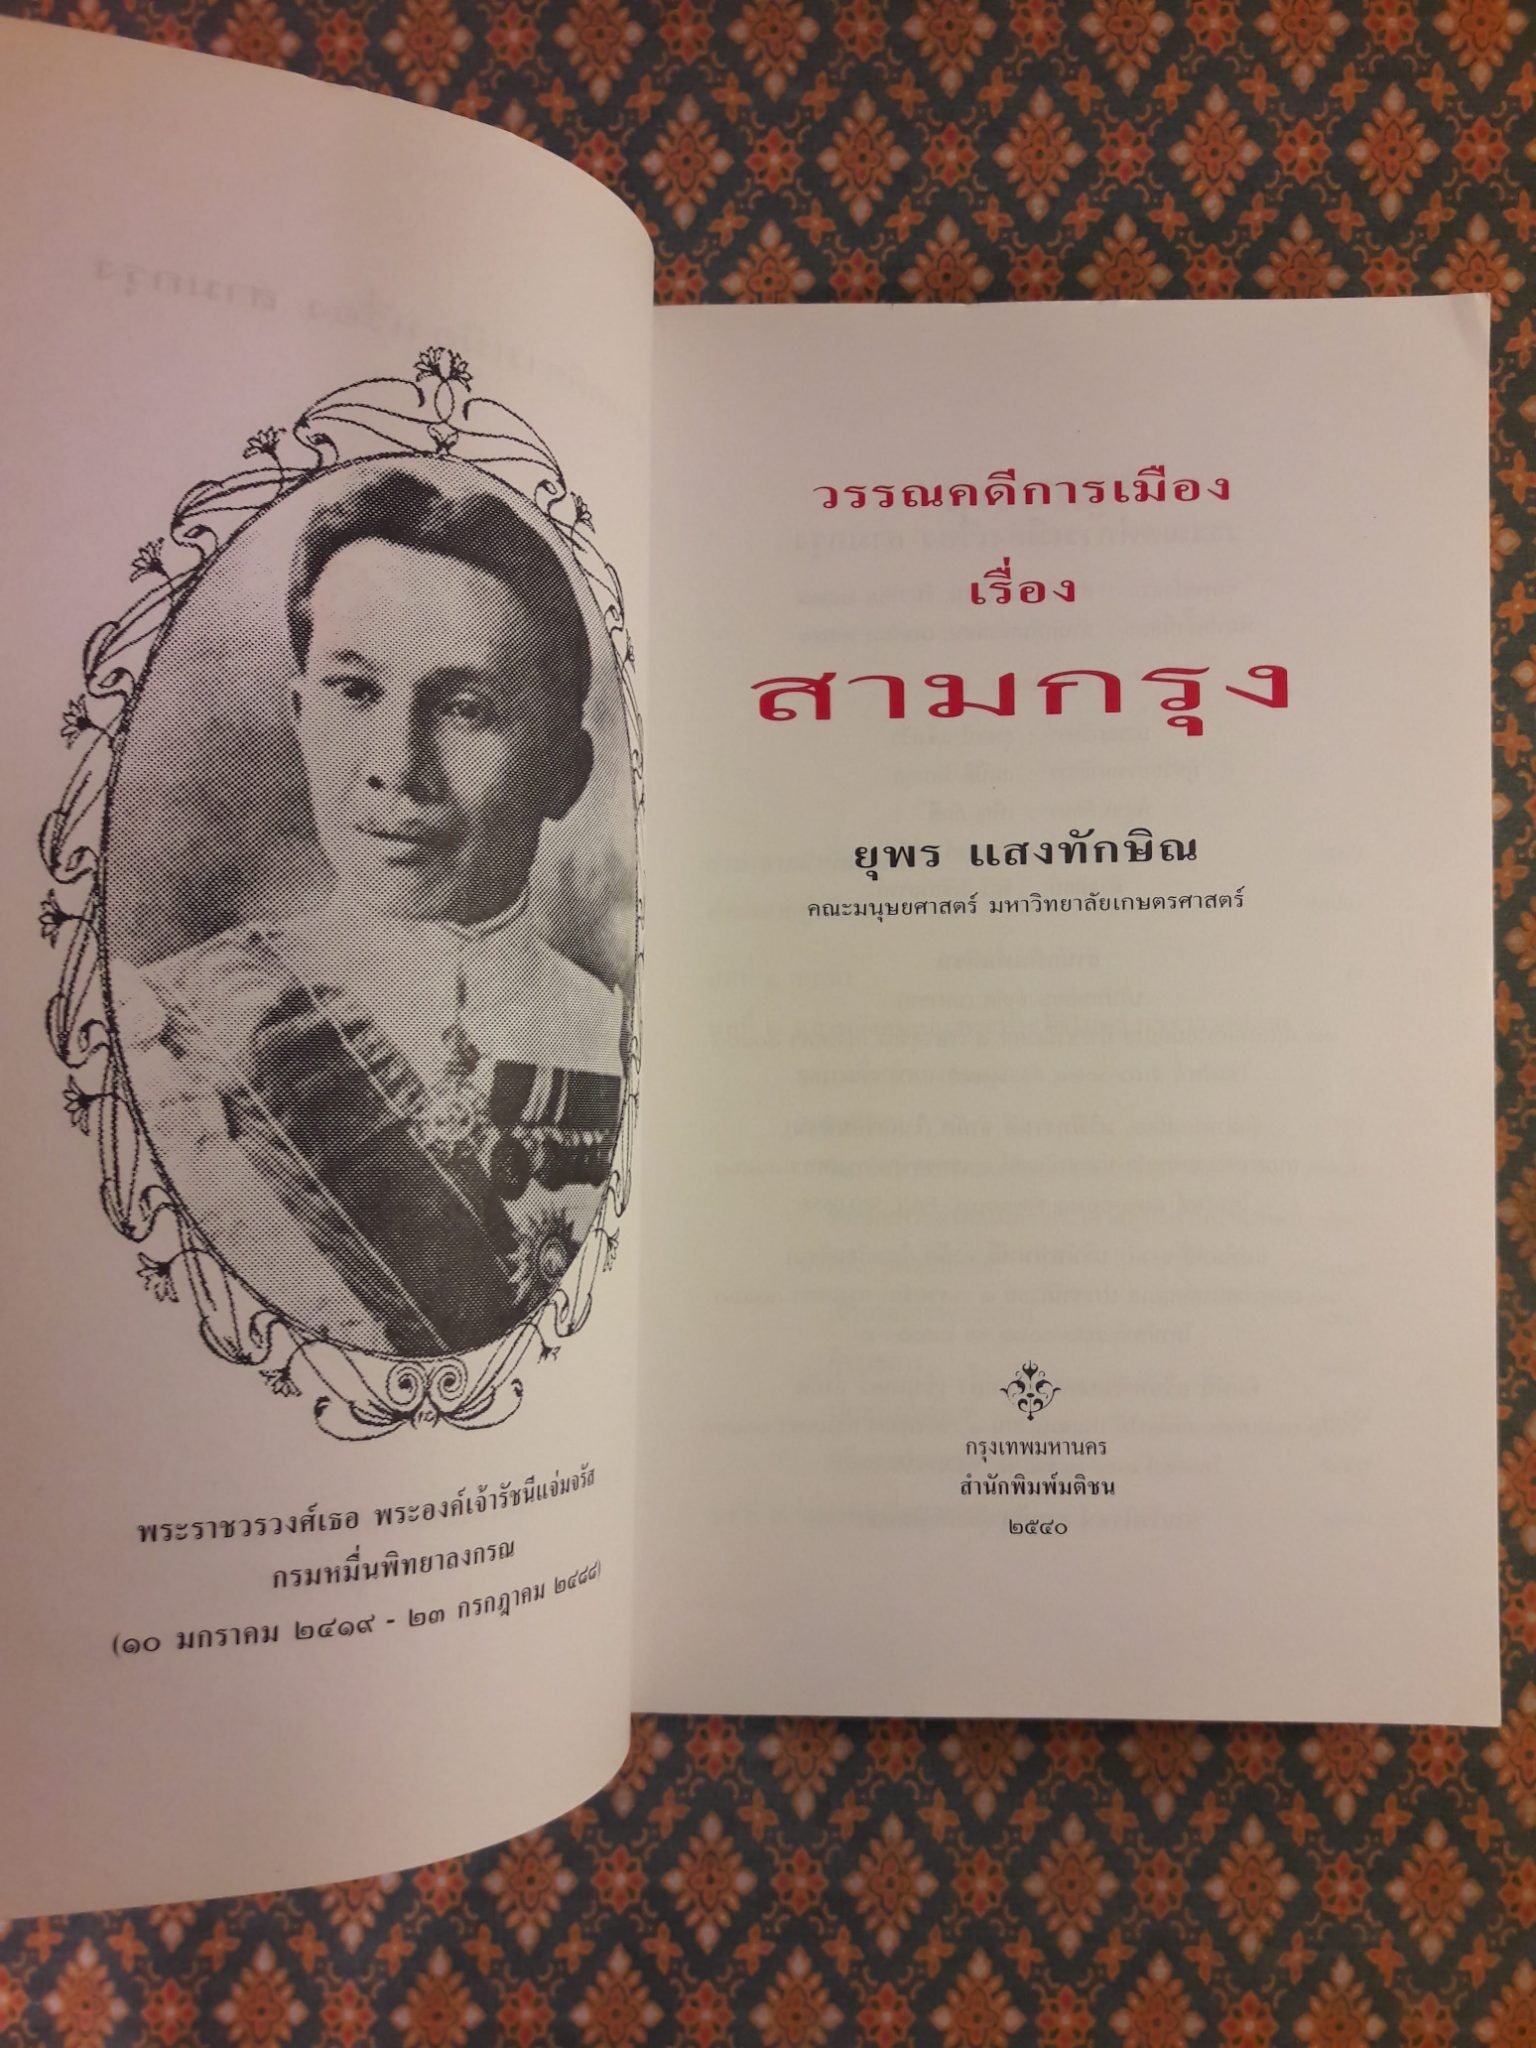 พระราชวรวงศ์เธอ พระองค์เจ้ารัชนีแจ่มจรัส
กรมหมื่นพิทยาลงกรณ
(๑๐ มกราคม ๒๔๑๙ - ๒๓ กรกฎาคม ๒๔๘๘)
วรรณคดีการเมือง
เรื่อง
สามกรุง
ยุพร แสงทักษิณ
คณะมนุษยศาสตร์ มหาวิทยาลัยเกษตรศาสตร์
กรุงเทพมหานคร
สำนักพิมพ์มติชน
๒๕๔๐